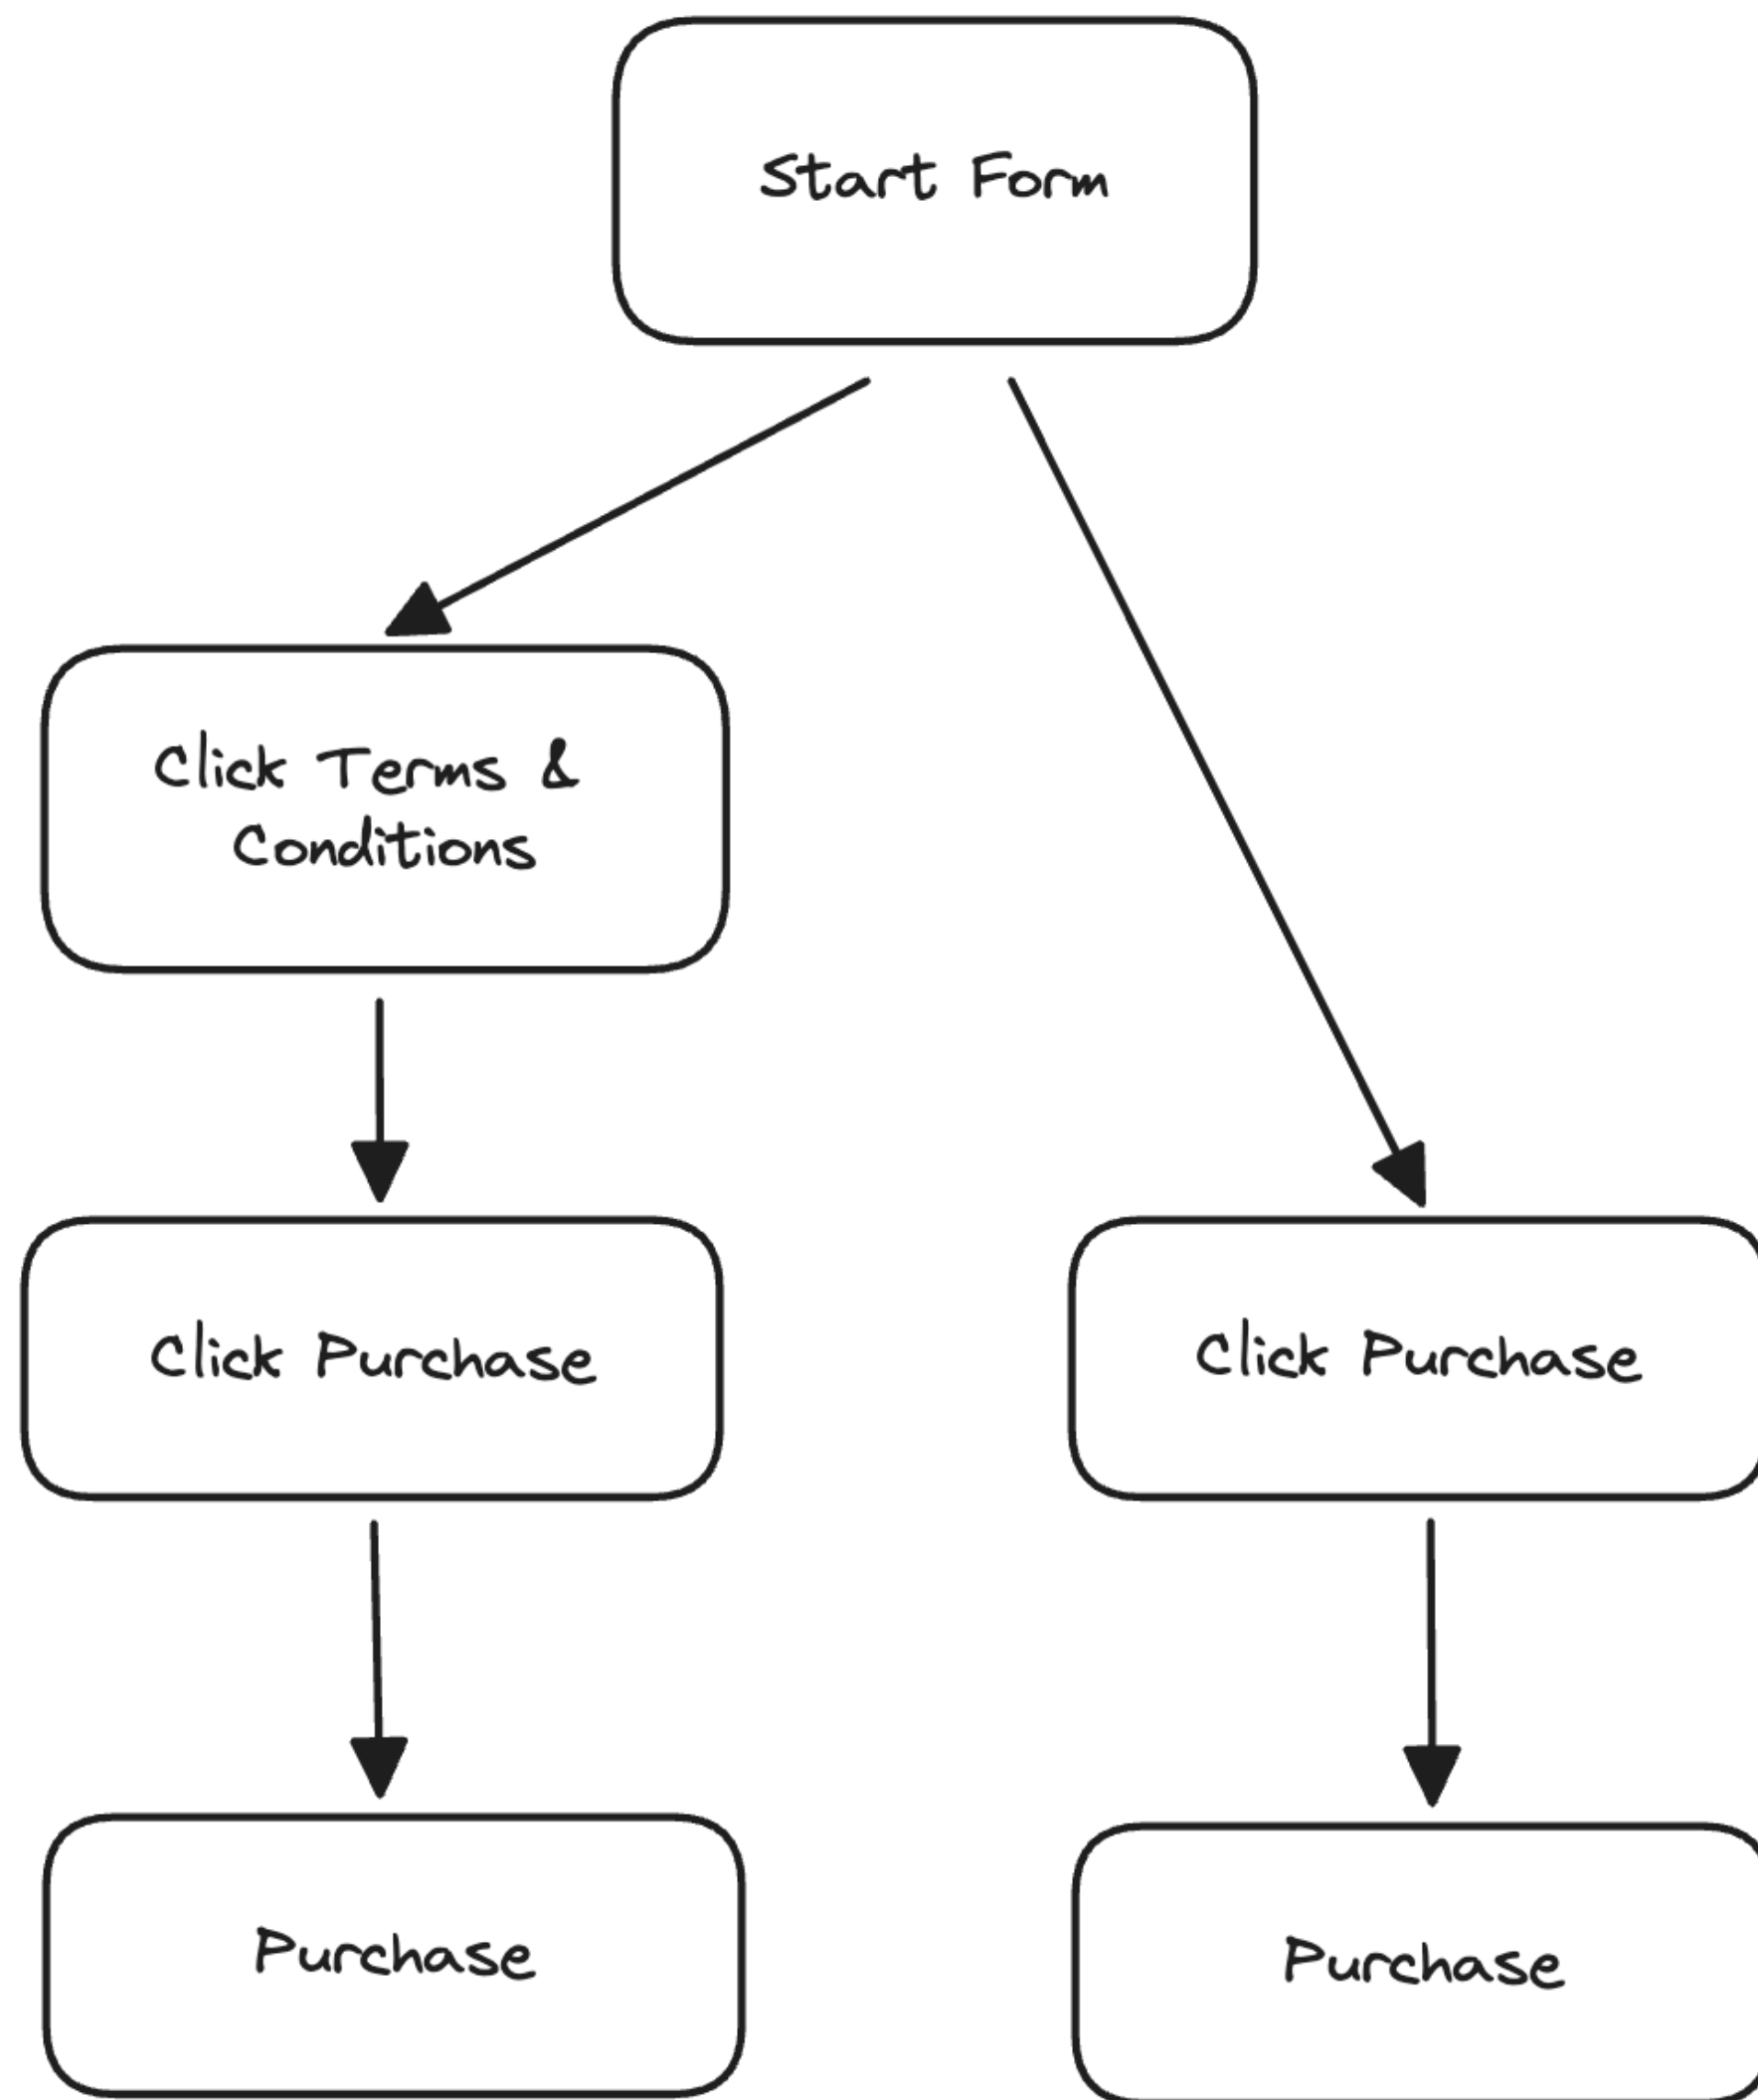 Start Form
Click Terms &
Conditions
Click Purchase
Click Purchase
Purchase
Purchase